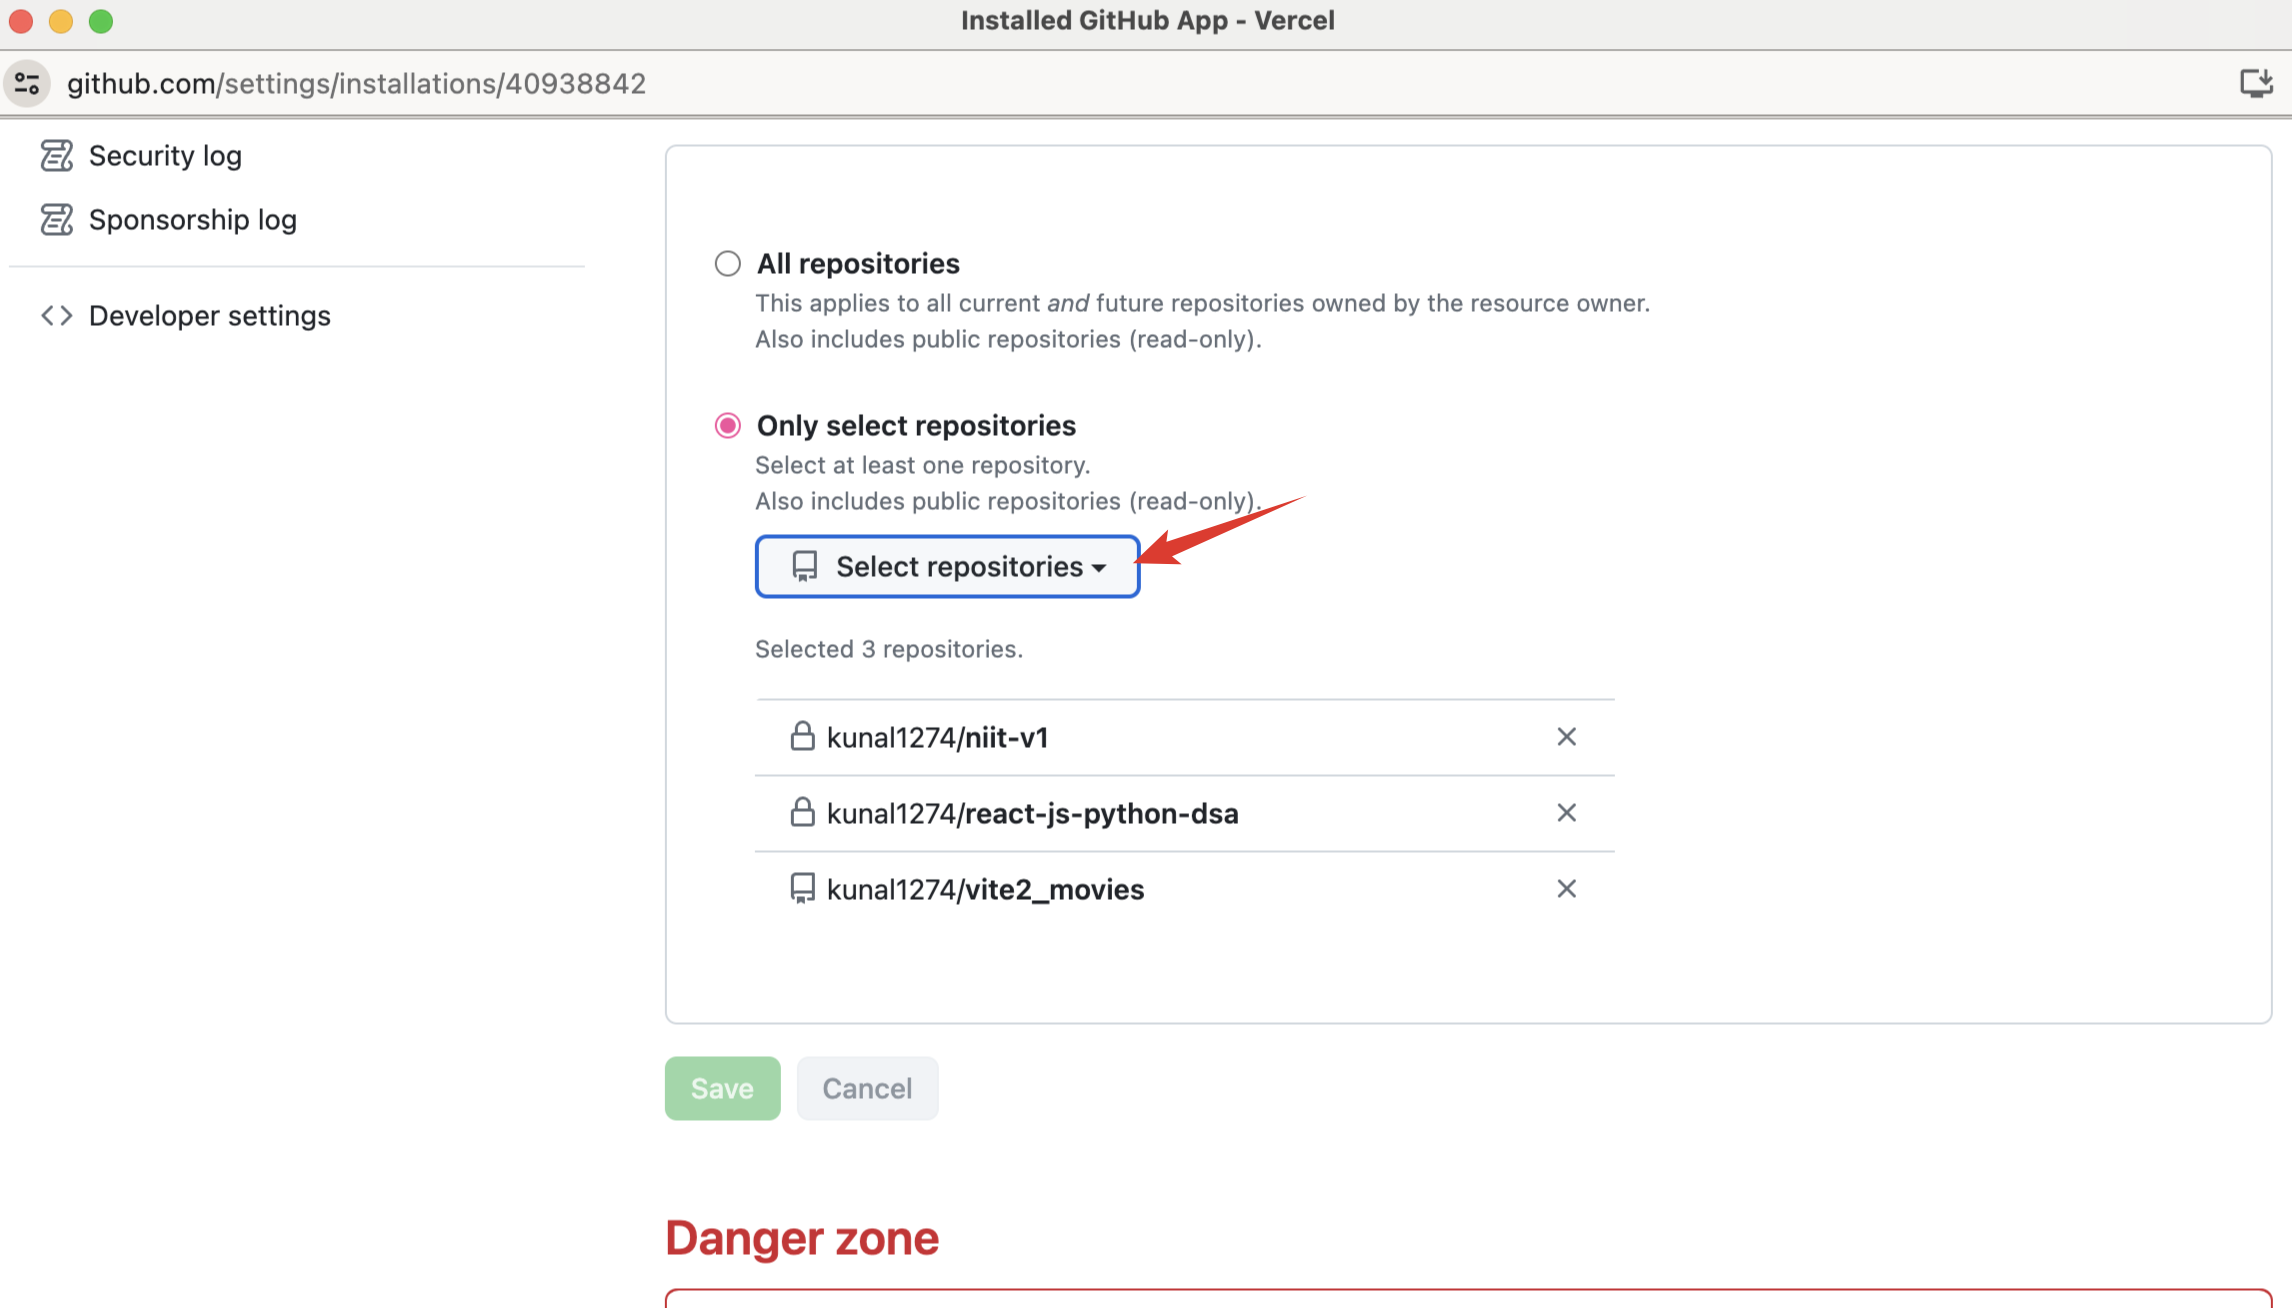 Installed GitHub App - Vercel
github.com/settings/installations/40938842
Security log
Sponsorship log
Developer settings
All repositories
This applies to all current and future repositories owned by the resource owner.
Also includes public repositories (read-only).
Only select repositories
Select at least one repository.
Also includes public repositories (read-only).
Select repositories
Selected 3 repositories.
kunal1274/niit-v1
kunal1274/react-js-python-dsa
kunal1274/vite2_movies
Save
Cancel
Danger zone